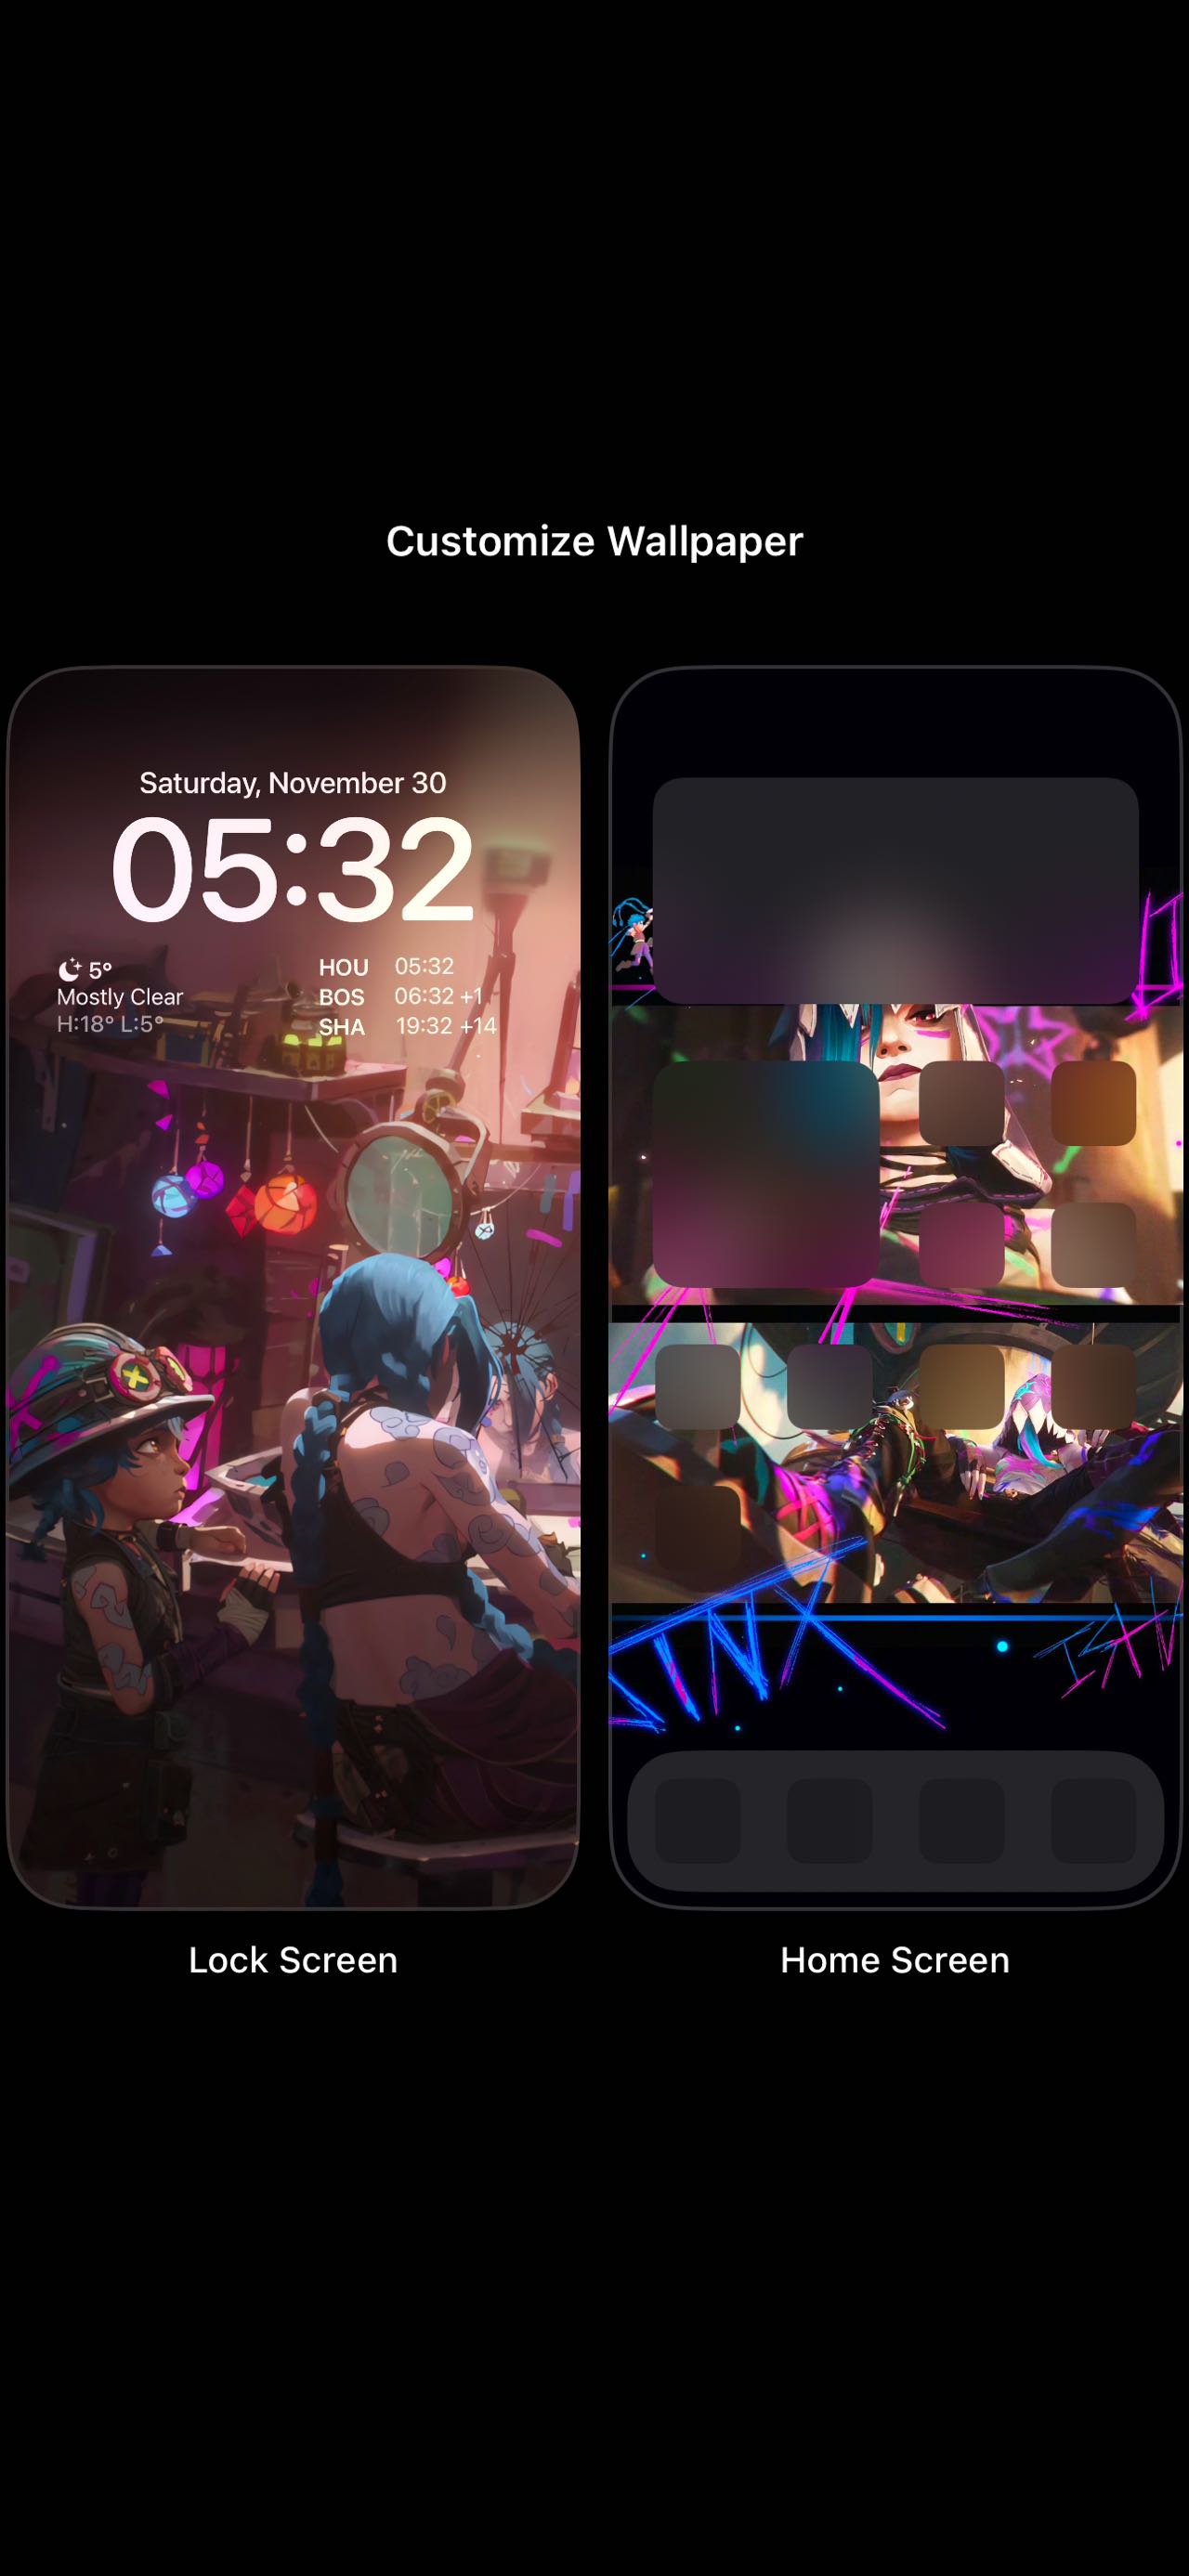 Customize Wallpaper
Saturday, November 30
05:32
5°
Mostly Clear
H:18° L:5°
HOU 05:32
BOS 06:32 +1
SHA 19:32 +14
JINX
JINX
Lock Screen
Home Screen